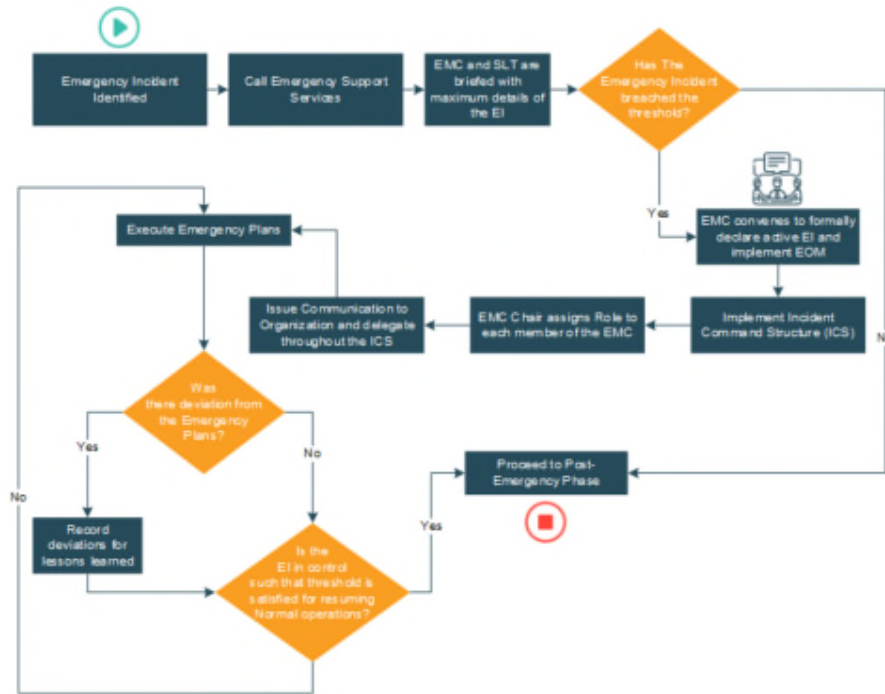 Emergency Incident
Identified
Call Emergency Support
Services
EMC and SLT are
briefed with
maximum details of
the EI
Has The
Emergency Incident
breached the
threshold?
Yes
No
EMC convenes to formally
declare active EI and
implement EOM
Implement Incident
Command Structure (ICS)
EMC Chair assigns Role to
each member of the EMC
Issue Communication to
Organization and delegate
throughout the ICS
Execute Emergency Plans
Was
there deviation from
the Emergency
Plans?
Yes
No
Record
deviations for
lessons learned
Is the
EI in control
such that threshold is
satisfied for resuming
Normal operations?
No
Yes
Proceed to Post-
Emergency Phase